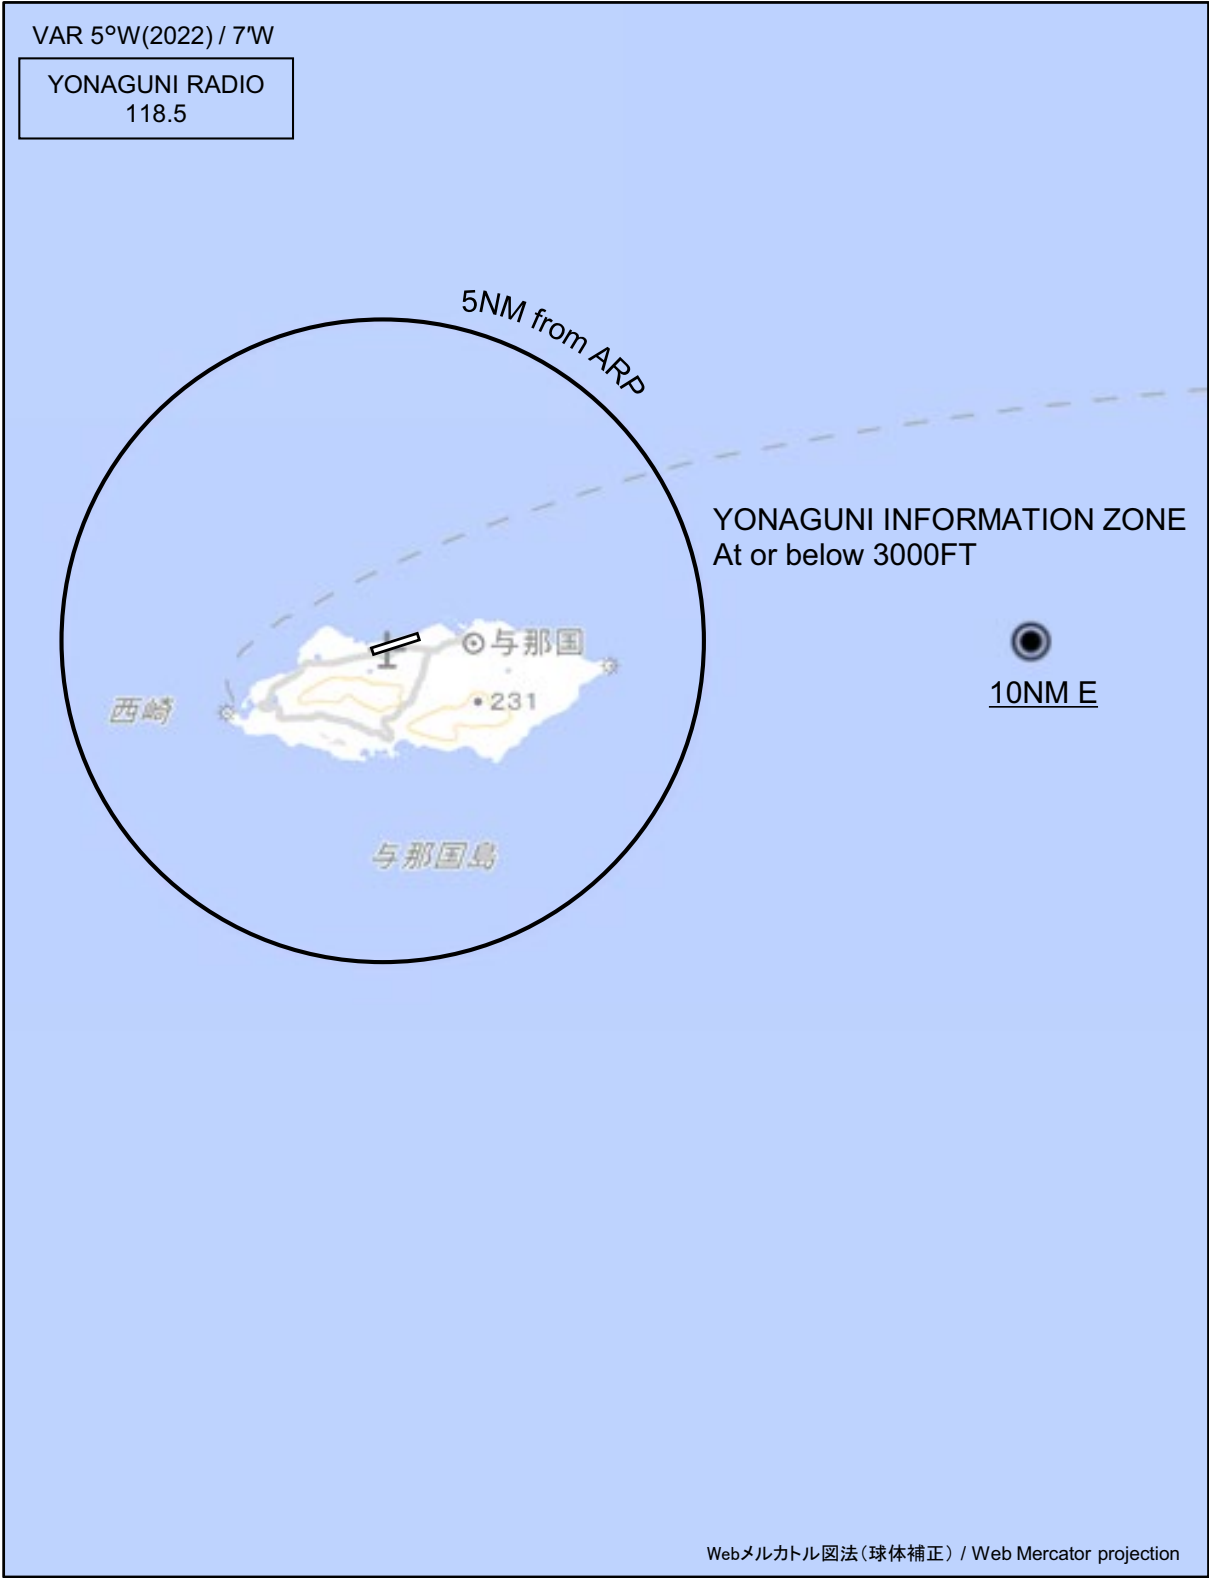 VAR 5°W(2022) / 7'W
YONAGUNI RADIO
118.5
5NM from ARP
YONAGUNI INFORMATION ZONE
At or below 3000FT
与那国
10NM E
231
西崎
与那国島
Webメルカトル図法(球体補正) / Web Mercator projection